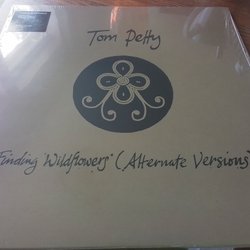 Tom Petty
Finding "Wildflowers" (Alternate Versions)